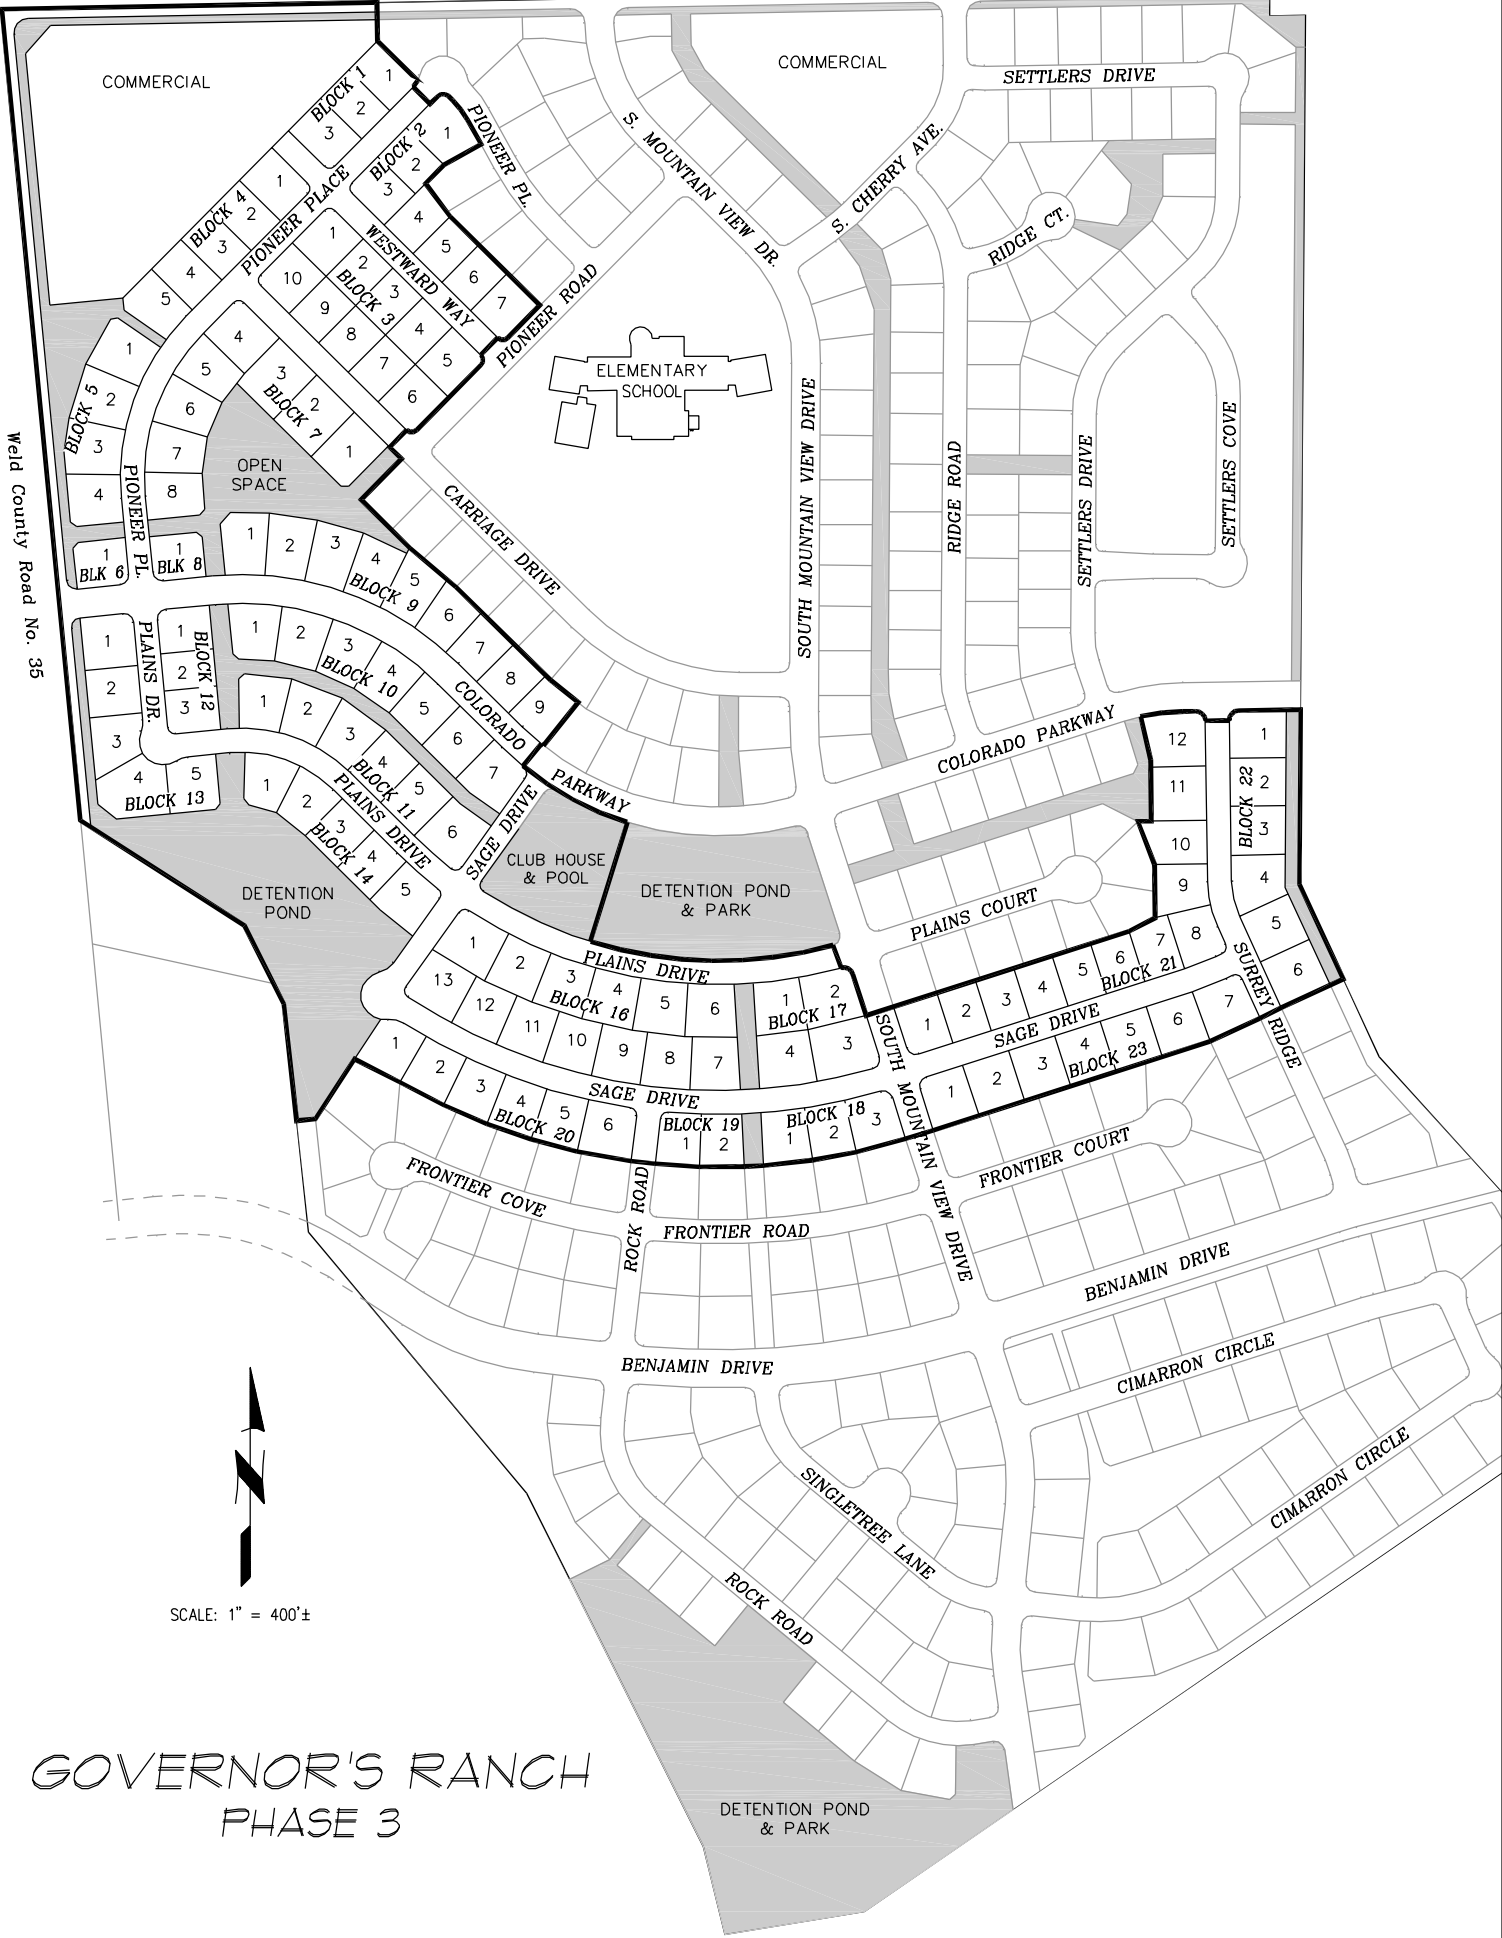 COMMERCIAL
COMMERCIAL
SETTLERS DRIVE
BLOCK 1
1
2
3
BLOCK 2
1
2
3
4
5
6
7
PIONEER PL.
S. MOUNTAIN VIEW DR.
S. CHERRY AVE.
RIDGE CT.
BLOCK 4
1
2
3
4
5
PIONEER PLACE
WESTWARD WAY
BLOCK 3
1
2
3
4
5
6
7
8
9
10
PIONEER ROAD
ELEMENTARY
SCHOOL
BLOCK 5
1
2
3
4
BLOCK 7
1
2
3
4
5
6
7
8
OPEN
SPACE
PIONEER PL.
CARRIAGE DRIVE
SOUTH MOUNTAIN VIEW DRIVE
RIDGE ROAD
SETTLERS DRIVE
SETTLERS COVE
Weld County Road No. 35
1
BLK 6
1
BLK 8
BLOCK 9
1
2
3
4
5
6
7
8
9
BLOCK 10
1
2
3
4
5
6
7
COLORADO
PARKWAY
COLORADO PARKWAY
PLAINS DR.
BLOCK 12
1
2
3
1
2
3
4
5
BLOCK 13
BLOCK 11
1
2
3
4
5
6
PLAINS DRIVE
BLOCK 14
1
2
3
4
5
SAGE DRIVE
CLUB HOUSE
& POOL
DETENTION POND
& PARK
DETENTION
POND
PLAINS COURT
12
11
10
9
8
7
6
5
4
3
2
1
BLOCK 21
BLOCK 22
1
2
3
4
5
6
SURREY RIDGE
PLAINS DRIVE
BLOCK 16
1
2
3
4
5
6
7
8
9
10
11
12
13
BLOCK 17
1
2
3
4
SAGE DRIVE
BLOCK 23
1
2
3
4
5
6
7
SAGE DRIVE
BLOCK 20
1
2
3
4
5
6
BLOCK 19
1
2
BLOCK 18
1
2
3
SOUTH MOUNTAIN VIEW DRIVE
FRONTIER COURT
FRONTIER COVE
ROCK ROAD
FRONTIER ROAD
BENJAMIN DRIVE
BENJAMIN DRIVE
CIMARRON CIRCLE
CIMARRON CIRCLE
SINGLETREE LANE
ROCK ROAD
N
SCALE: 1" = 400'±
GOVERNOR'S RANCH
PHASE 3
DETENTION POND
& PARK